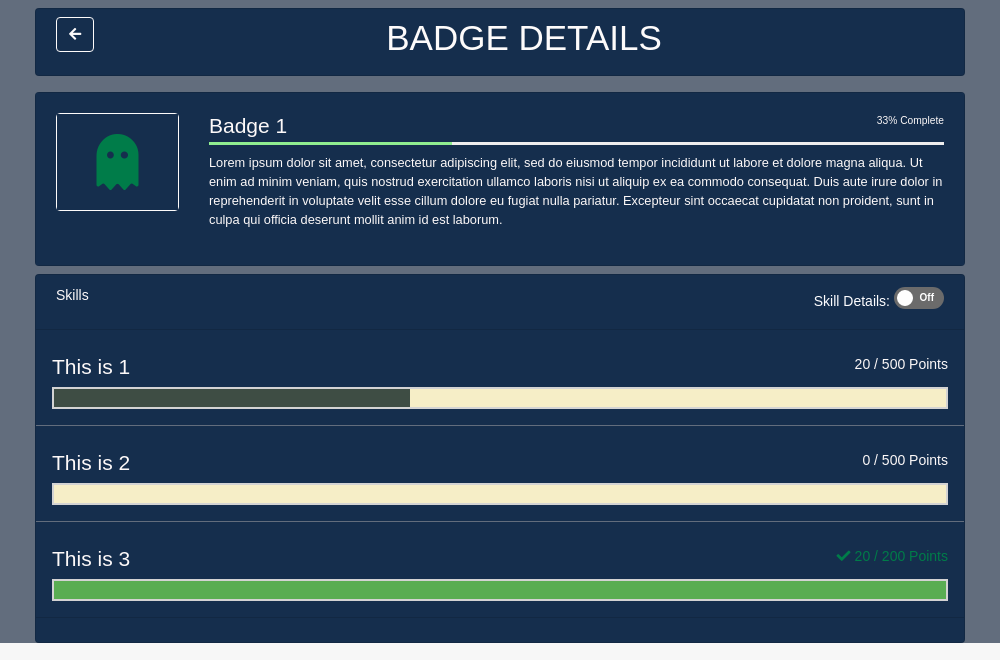 BADGE DETAILS
Badge 1
33% Complete
Lorem ipsum dolor sit amet, consectetur adipiscing elit, sed do eiusmod tempor incididunt ut labore et dolore magna aliqua. Ut
enim ad minim veniam, quis nostrud exercitation ullamco laboris nisi ut aliquip ex ea commodo consequat. Duis aute irure dolor in
reprehenderit in voluptate velit esse cillum dolore eu fugiat nulla pariatur. Excepteur sint occaecat cupidatat non proident, sunt in
culpa qui officia deserunt mollit anim id est laborum.
Skills
Skill Details: Off
This is 1
20 / 500 Points
This is 2
0 / 500 Points
This is 3
20 / 200 Points